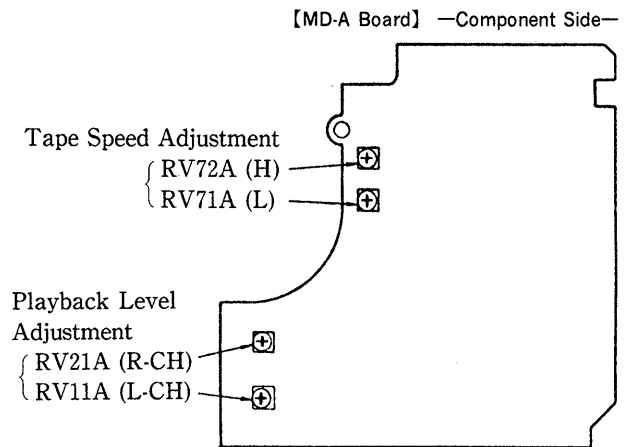 【MD-A Board】 —Component Side—
Tape Speed Adjustment
RV72A (H)
RV71A (L)
Playback Level
Adjustment
RV21A (R-CH)
RV11A (L-CH)